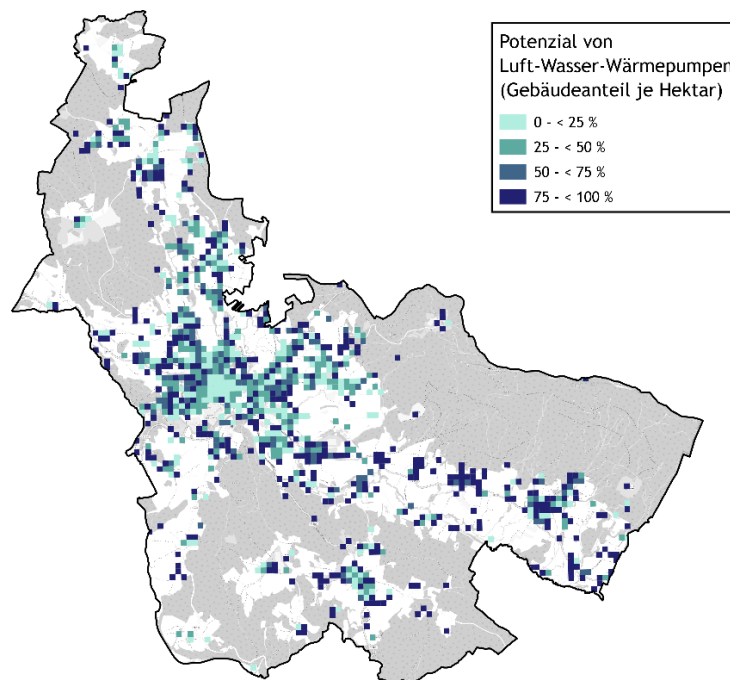 Potenzial von
Luft-Wasser-Wärmepumpen
(Gebäudeanteil je Hektar)
0 - < 25 %
25 - < 50 %
50 - < 75 %
75 - < 100 %